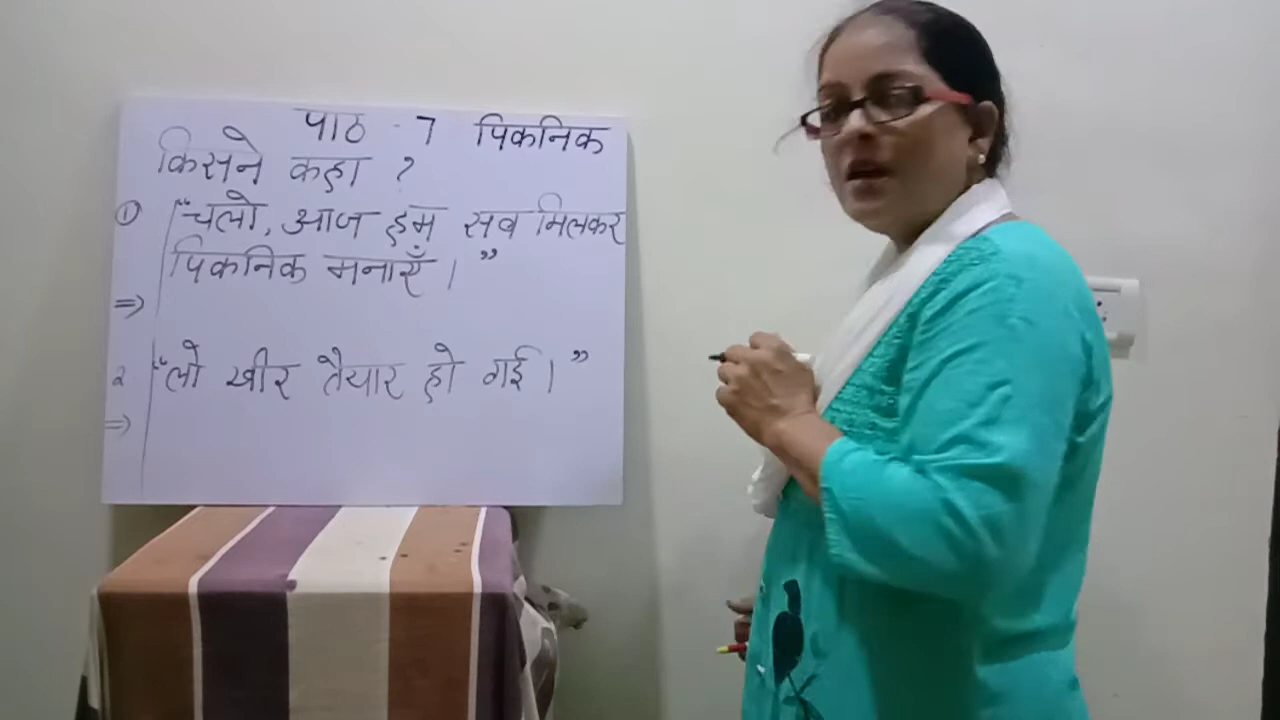 पाठ - 7 पिकनिक
किसने कहा ?
① "चलो, आज हम सब मिलकर
पिकनिक मनाएँ।"
=>
2 "लो खीर तैयार हो गई।"
=>